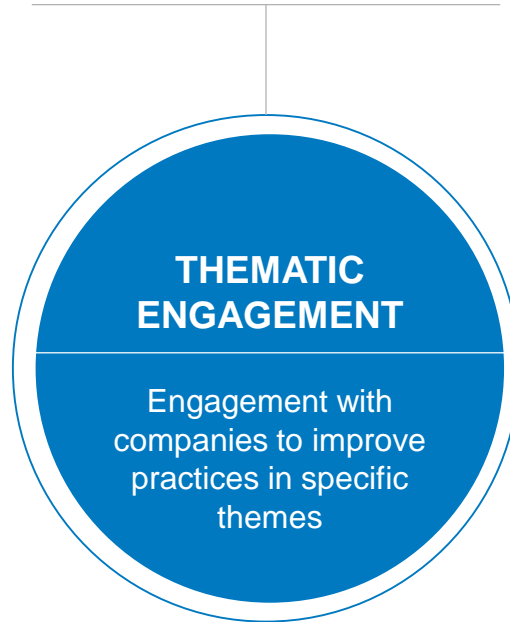 THEMATIC
ENGAGEMENT
Engagement with
companies to improve
practices in specific
themes